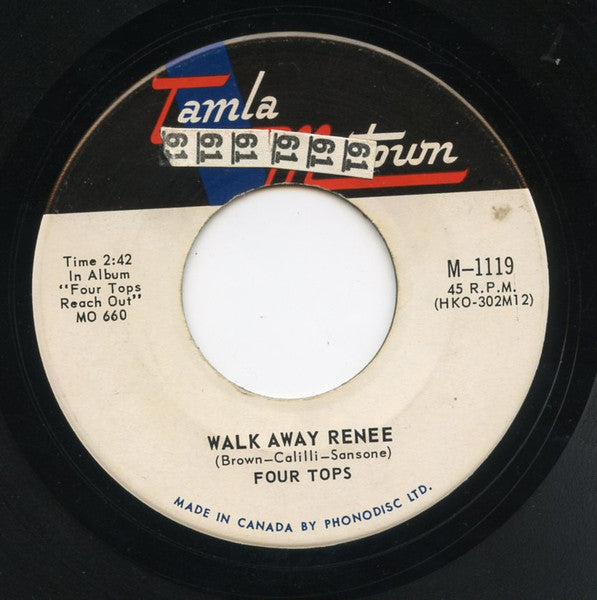 Tamla
Motown
61 61 61 61 61 61
Time 2:42
In Album
"Four Tops
Reach Out"
MO 660
M-1119
45 R.P.M.
(HKO-302M12)
WALK AWAY RENEE
(Brown-Calilli-Sansone)
FOUR TOPS
MADE IN CANADA BY PHONODISC LTD.